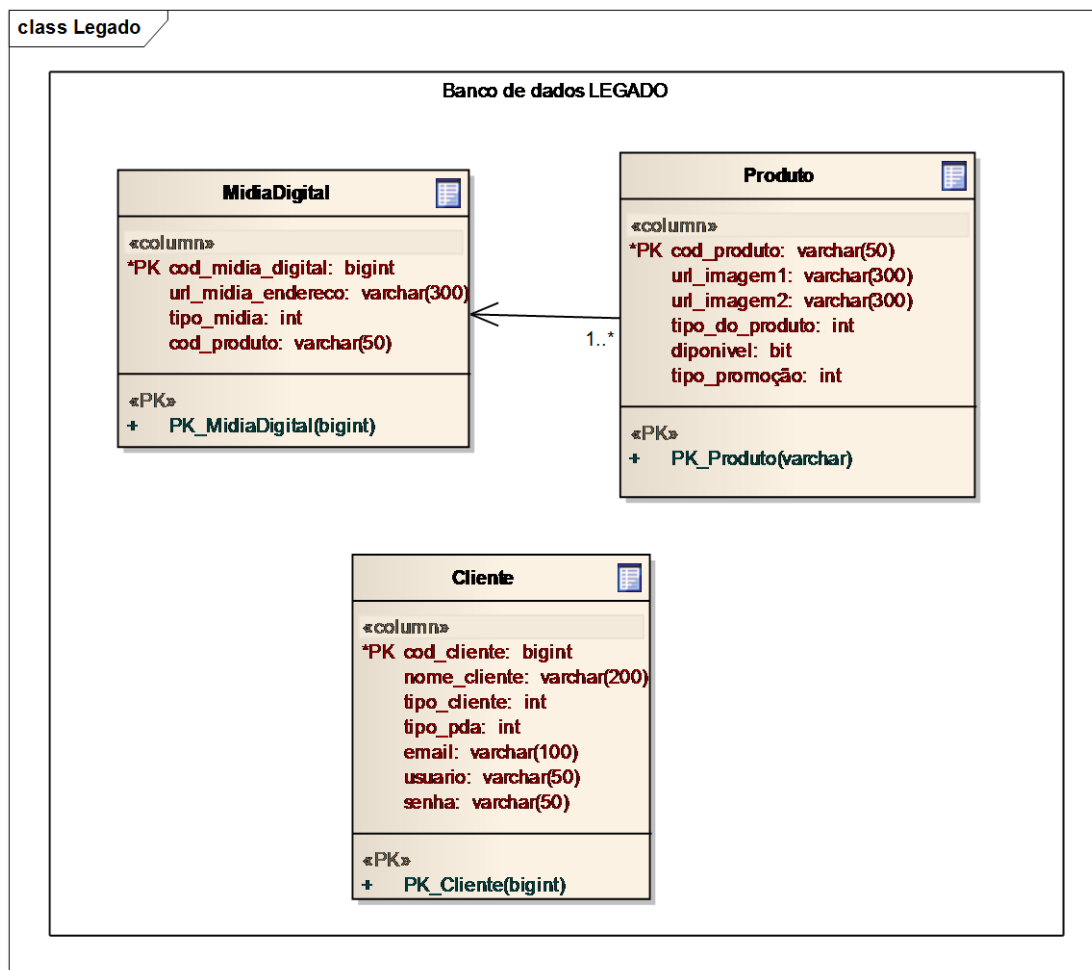 class Legado
Banco de dados LEGADO
MidiaDigital
«column»
*PK cod_midia_digital: bigint
url_midia_endereco: varchar(300)
tipo_midia: int
cod_produto: varchar(50)
«PK»
+ PK_MidiaDigital(bigint)
Produto
«column»
*PK cod_produto: varchar(50)
url_imagem1: varchar(300)
url_imagem2: varchar(300)
tipo_do_produto: int
diponivel: bit
tipo_promoção: int
«PK»
+ PK_Produto(varchar)
1..*
Cliente
«column»
*PK cod_cliente: bigint
nome_cliente: varchar(200)
tipo_cliente: int
tipo_pda: int
email: varchar(100)
usuario: varchar(50)
senha: varchar(50)
«PK»
+ PK_Cliente(bigint)